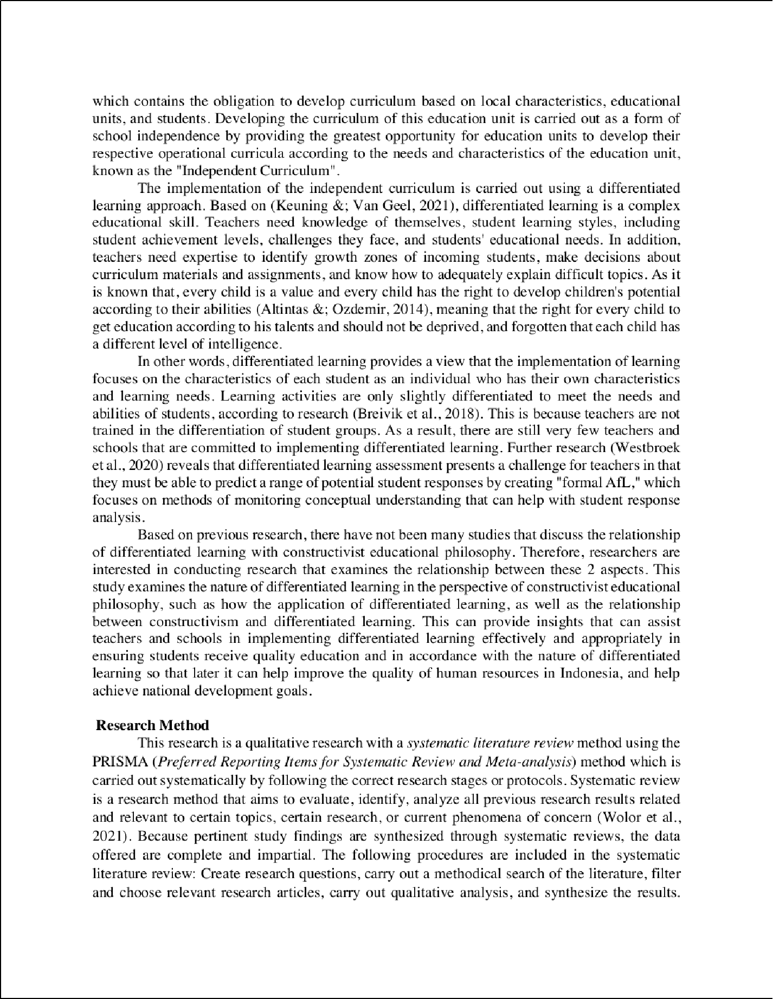 which contains the obligation to develop curriculum based on local characteristics, educational
units, and students. Developing the curriculum of this education unit is carried out as a form of
school independence by providing the greatest opportunity for education units to develop their
respective operational curricula according to the needs and characteristics of the education unit,
known as the "Independent Curriculum".
The implementation of the independent curriculum is carried out using a differentiated
learning approach. Based on (Keuning &; Van Geel, 2021), differentiated learning is a complex
educational skill. Teachers need knowledge of themselves, student learning styles, including
student achievement levels, challenges they face, and students' educational needs. In addition,
teachers need expertise to identify growth zones of incoming students, make decisions about
curriculum materials and assignments, and know how to adequately explain difficult topics. As it
is known that, every child is a value and every child has the right to develop children's potential
according to their abilities (Altintas &; Ozdemir, 2014), meaning that the right for every child to
get education according to his talents and should not be deprived, and forgotten that each child has
a different level of intelligence.
In other words, differentiated learning provides a view that the implementation of learning
focuses on the characteristics of each student as an individual who has their own characteristics
and learning needs. Learning activities are only slightly differentiated to meet the needs and
abilities of students, according to research (Breivik et al., 2018). This is because teachers are not
trained in the differentiation of student groups. As a result, there are still very few teachers and
schools that are committed to implementing differentiated learning. Further research (Westbroek
et al., 2020) reveals that differentiated learning assessment presents a challenge for teachers in that
they must be able to predict a range of potential student responses by creating "formal AfL," which
focuses on methods of monitoring conceptual understanding that can help with student response
analysis.
Based on previous research, there have not been many studies that discuss the relationship
of differentiated learning with constructivist educational philosophy. Therefore, researchers are
interested in conducting research that examines the relationship between these 2 aspects. This
study examines the nature of differentiated learning in the perspective of constructivist educational
philosophy, such as how the application of differentiated learning, as well as the relationship
between constructivism and differentiated learning. This can provide insights that can assist
teachers and schools in implementing differentiated learning effectively and appropriately in
ensuring students receive quality education and in accordance with the nature of differentiated
learning so that later it can help improve the quality of human resources in Indonesia, and help
achieve national development goals.
Research Method
This research is a qualitative research with a systematic literature review method using the
PRISMA (Preferred Reporting Items for Systematic Review and Meta-analysis) method which is
carried out systematically by following the correct research stages or protocols. Systematic review
is a research method that aims to evaluate, identify, analyze all previous research results related
and relevant to certain topics, certain research, or current phenomena of concern (Wolor et al.,
2021). Because pertinent study findings are synthesized through systematic reviews, the data
offered are complete and impartial. The following procedures are included in the systematic
literature review: Create research questions, carry out a methodical search of the literature, filter
and choose relevant research articles, carry out qualitative analysis, and synthesize the results.